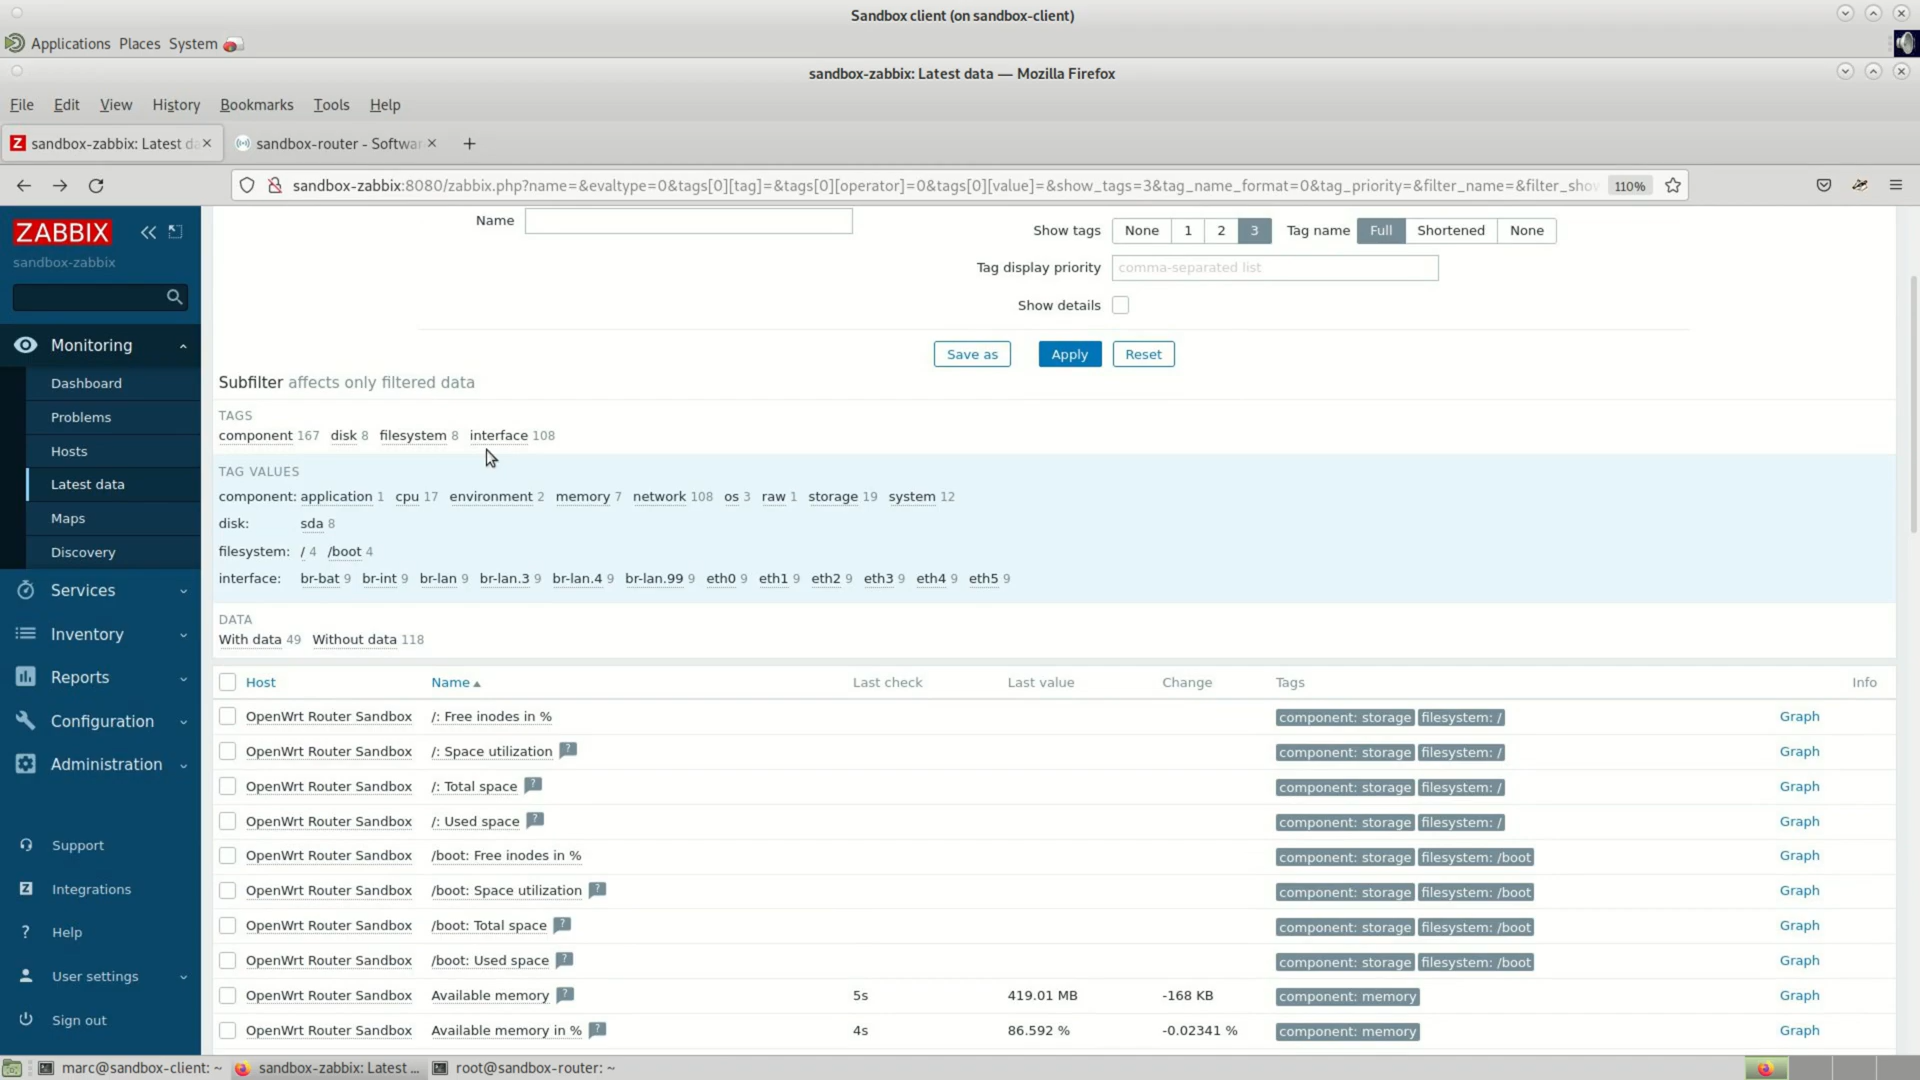 Sandbox client (on sandbox-client)
Applications Places System
sandbox-zabbix: Latest data — Mozilla Firefox
File Edit View History Bookmarks Tools Help
sandbox-zabbix: Latest da
sandbox-router - Softwar
sandbox-zabbix:8080/zabbix.php?name=&evaltype=0&tags[0][tag]=&tags[0][operator]=0&tags[0][value]=&show_tags=3&tag_name_format=0&tag_priority=&filter_name=&filter_sho
110%
ZABBIX
sandbox-zabbix
Monitoring
Dashboard
Problems
Hosts
Latest data
Maps
Discovery
Services
Inventory
Reports
Configuration
Administration
Support
Integrations
Help
User settings
Sign out
Name
Show tags None 1 2 3 Tag name Full Shortened None
Tag display priority comma-separated list
Show details
Save as Apply Reset
Subfilter affects only filtered data
TAGS
component 167 disk 8 filesystem 8 interface 108
TAG VALUES
component: application 1 cpu 17 environment 2 memory 7 network 108 os 3 raw 1 storage 19 system 12
disk: sda 8
filesystem: / 4 /boot 4
interface: br-bat 9 br-int 9 br-lan 9 br-lan.3 9 br-lan.4 9 br-lan.99 9 eth0 9 eth1 9 eth2 9 eth3 9 eth4 9 eth5 9
DATA
With data 49 Without data 118
Host Name Last check Last value Change Tags Info
OpenWrt Router Sandbox /: Free inodes in % component: storage filesystem: / Graph
OpenWrt Router Sandbox /: Space utilization ? component: storage filesystem: / Graph
OpenWrt Router Sandbox /: Total space ? component: storage filesystem: / Graph
OpenWrt Router Sandbox /: Used space ? component: storage filesystem: / Graph
OpenWrt Router Sandbox /boot: Free inodes in % component: storage filesystem: /boot Graph
OpenWrt Router Sandbox /boot: Space utilization ? component: storage filesystem: /boot Graph
OpenWrt Router Sandbox /boot: Total space ? component: storage filesystem: /boot Graph
OpenWrt Router Sandbox /boot: Used space ? component: storage filesystem: /boot Graph
OpenWrt Router Sandbox Available memory ? 5s 419.01 MB -168 KB component: memory Graph
OpenWrt Router Sandbox Available memory in % ? 4s 86.592 % -0.02341 % component: memory Graph
marc@sandbox-client: ~ sandbox-zabbix: Latest ... root@sandbox-router: ~